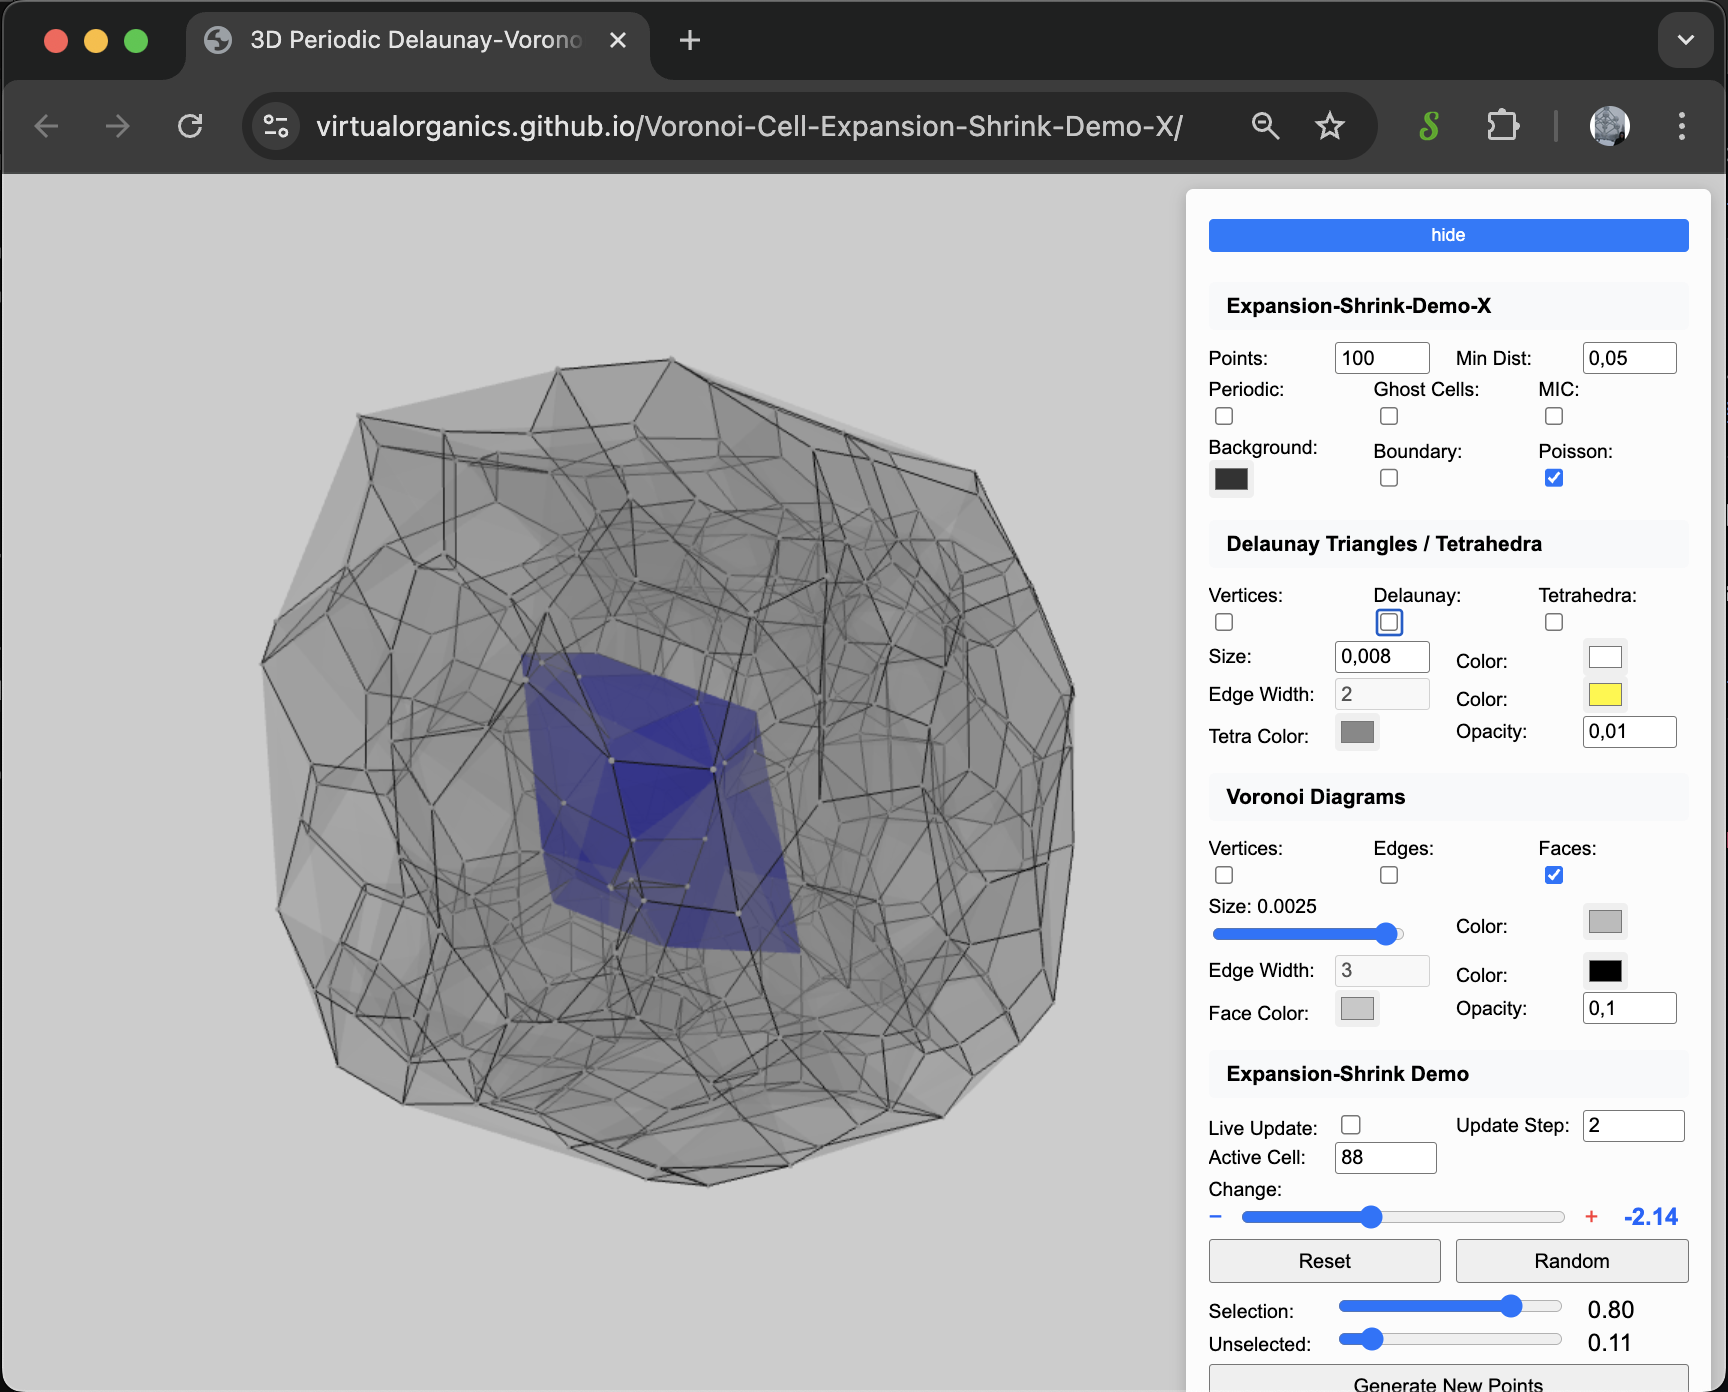 3D Periodic Delaunay-Vorono
virtualorganics.github.io/Voronoi-Cell-Expansion-Shrink-Demo-X/
hide
Expansion-Shrink-Demo-X
Points: 100 Min Dist: 0,05
Periodic: Ghost Cells: MIC:
Background: Boundary: Poisson:
Delaunay Triangles / Tetrahedra
Vertices: Delaunay: Tetrahedra:
Size: 0,008 Color:
Edge Width: 2 Color:
Tetra Color: Opacity: 0,01
Voronoi Diagrams
Vertices: Edges: Faces:
Size: 0.0025
Color:
Edge Width: 3 Color:
Face Color: Opacity: 0,1
Expansion-Shrink Demo
Live Update: Update Step: 2
Active Cell: 88
Change:
− + -2.14
Reset Random
Selection: 0.80
Unselected: 0.11
Generate New Points